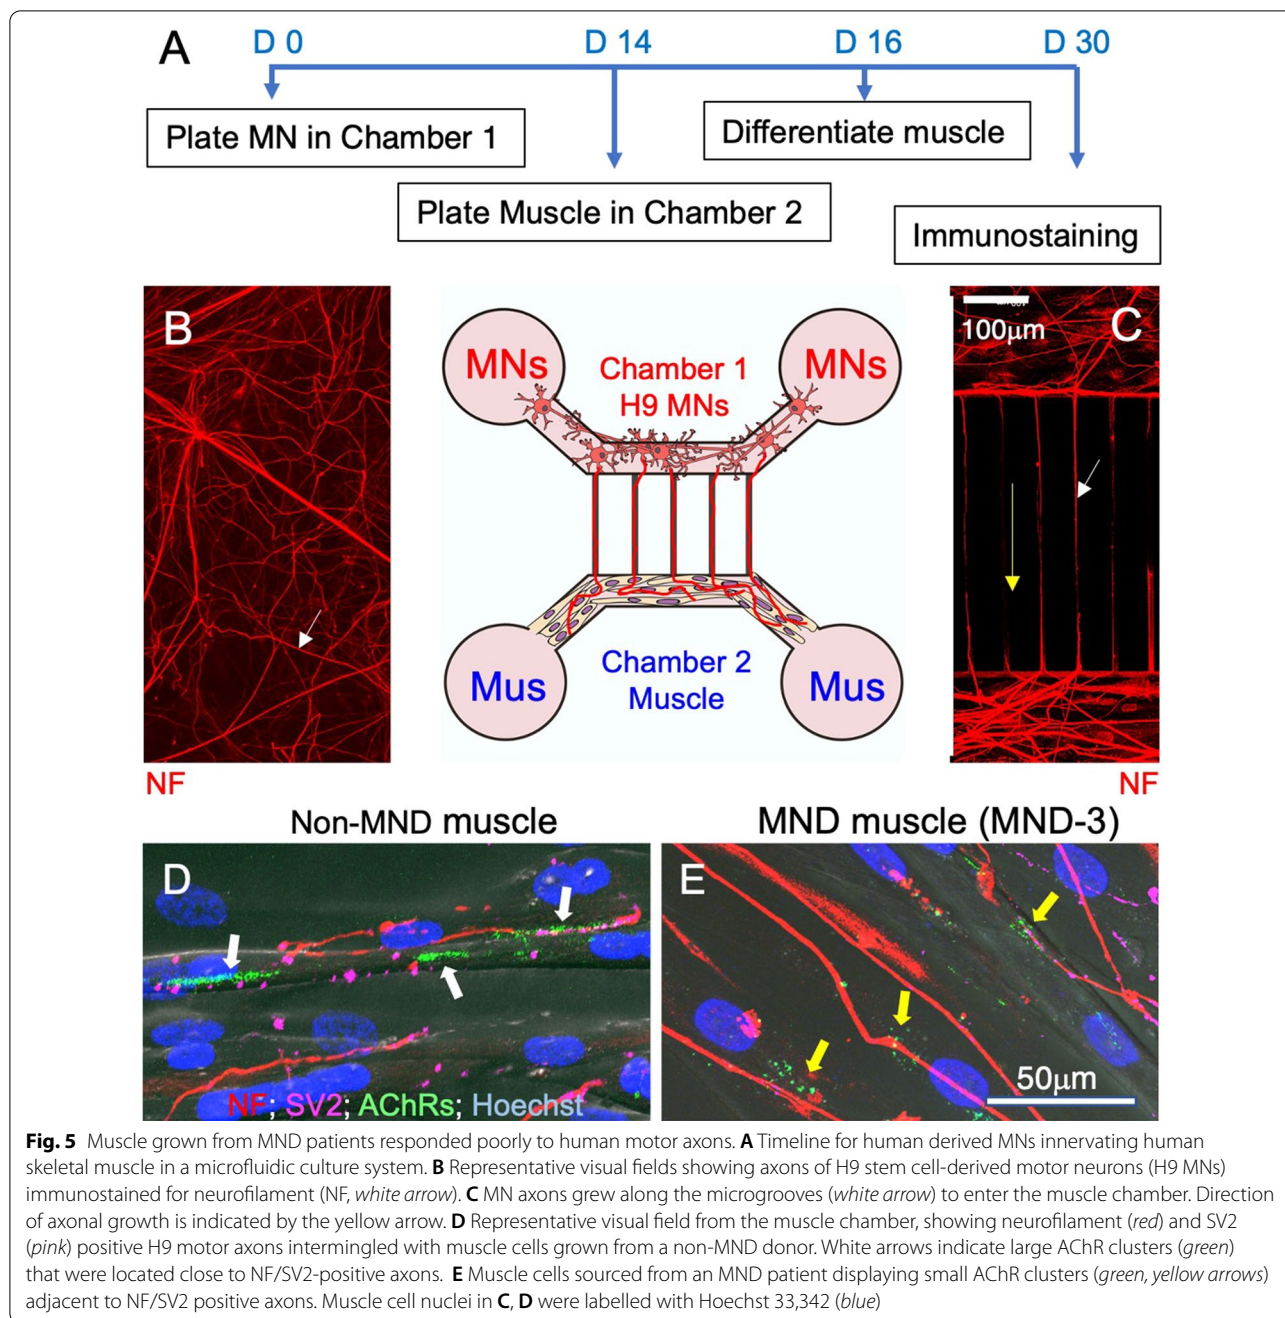 A
D 0
D 14
D 16
D 30
Plate MN in Chamber 1
Differentiate muscle
Plate Muscle in Chamber 2
Immunostaining
B
MNs
MNs
Chamber 1
H9 MNs
Chamber 2
Muscle
Mus
Mus
100µm
C
NF
NF
Non-MND muscle
MND muscle (MND-3)
D
NF; SV2; AChRs; Hoechst
E
50µm
Fig. 5 Muscle grown from MND patients responded poorly to human motor axons. A Timeline for human derived MNs innervating human
skeletal muscle in a microfluidic culture system. B Representative visual fields showing axons of H9 stem cell-derived motor neurons (H9 MNs)
immunostained for neurofilament (NF, white arrow). C MN axons grew along the microgrooves (white arrow) to enter the muscle chamber. Direction
of axonal growth is indicated by the yellow arrow. D Representative visual field from the muscle chamber, showing neurofilament (red) and SV2
(pink) positive H9 motor axons intermingled with muscle cells grown from a non-MND donor. White arrows indicate large AChR clusters (green)
that were located close to NF/SV2-positive axons. E Muscle cells sourced from an MND patient displaying small AChR clusters (green, yellow arrows)
adjacent to NF/SV2 positive axons. Muscle cell nuclei in C, D were labelled with Hoechst 33,342 (blue)